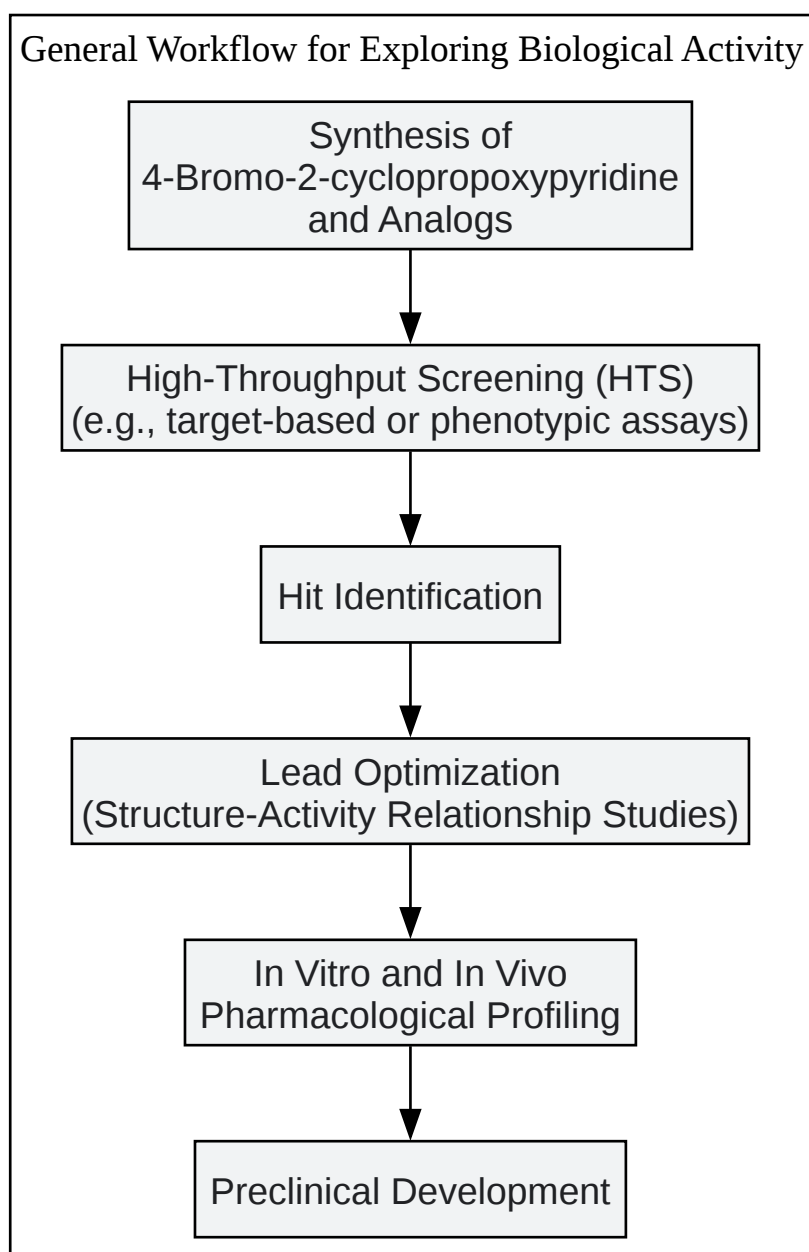 General Workflow for Exploring Biological Activity
Synthesis of
4-Bromo-2-cyclopropoxypyridine
and Analogs
High-Throughput Screening (HTS)
(e.g., target-based or phenotypic assays)
Hit Identification
Lead Optimization
(Structure-Activity Relationship Studies)
In Vitro and In Vivo
Pharmacological Profiling
Preclinical Development